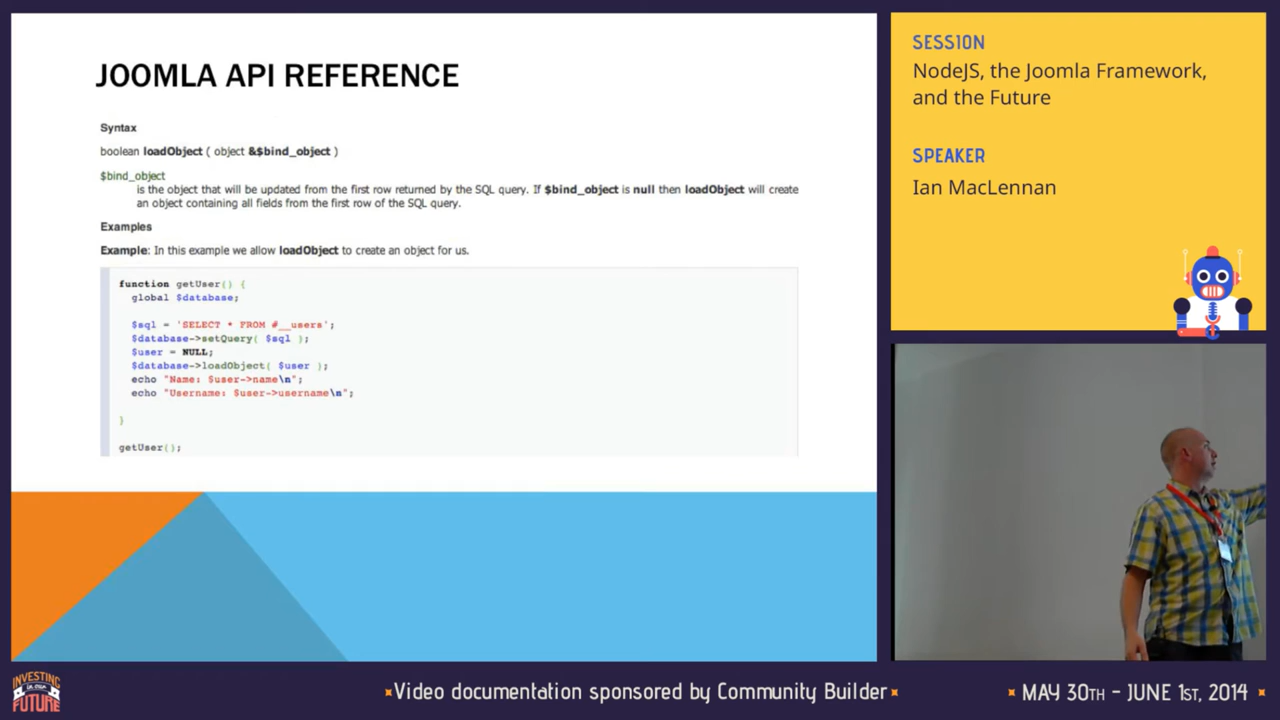 JOOMLA API REFERENCE
Syntax
boolean loadObject ( object &$bind_object )
$bind_object
is the object that will be updated from the first row returned by the SQL query. If $bind_object is null then loadObject will create
an object containing all fields from the first row of the SQL query.
Examples
Example: In this example we allow loadObject to create an object for us.
function getUser() {
global $database;
$sql = 'SELECT * FROM #__users';
$database->setQuery( $sql );
$user = NULL;
$database->loadObject( $user );
echo "Name: $user->name\n";
echo "Username: $user->username\n";
}
getUser();
SESSION
NodeJS, the Joomla Framework,
and the Future
SPEAKER
Ian MacLennan
INVESTING
IN OUR
FUTURE
Video documentation sponsored by Community Builder
MAY 30TH - JUNE 1ST, 2014